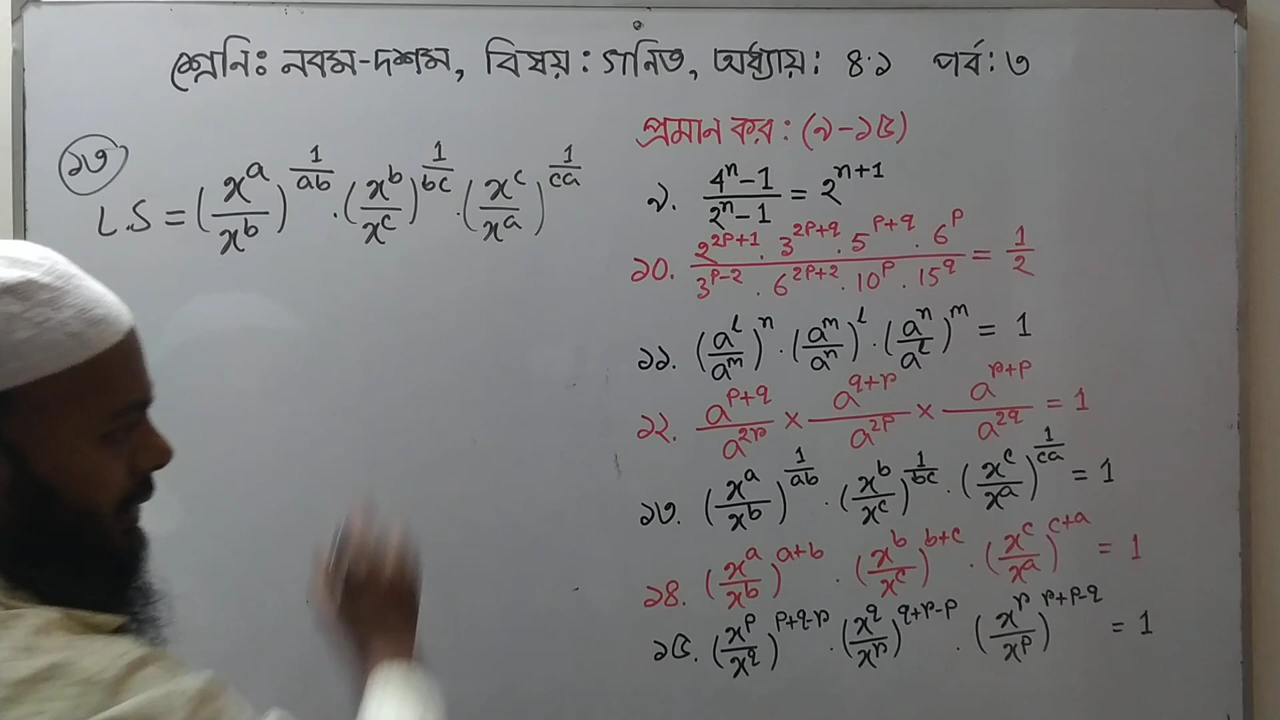 শ্রেনিঃ নবম-দশম, বিষয়: গনিত, অধ্যায়: ৪.১ পর্ব: ৩
১৩
L.S = (x^a/x^b)^(1/ab) . (x^b/x^c)^(1/bc) . (x^c/x^a)^(1/ca)
প্রমান কর: (৯-১৫)
৯. (4^n-1)/(2^n-1) = 2^(n+1)
১০. (2^(2P+1) . 3^(2P+q) . 5^(P+q) . 6^P)/(3^(P-2) . 6^(2P+2) . 10^P . 15^q) = 1/2
১১. (a^l/a^m)^n . (a^m/a^n)^l . (a^n/a^l)^m = 1
১২. a^(P+q)/a^(2r) × a^(q+r)/a^(2P) × a^(r+P)/a^(2q) = 1
১৩. (x^a/x^b)^(1/ab) . (x^b/x^c)^(1/bc) . (x^c/x^a)^(1/ca) = 1
১৪. (x^a/x^b)^(a+b) . (x^b/x^c)^(b+c) . (x^c/x^a)^(c+a) = 1
১৫. (x^p/x^q)^(p+q-r) . (x^q/x^r)^(q+r-p) . (x^r/x^p)^(r+p-q) = 1